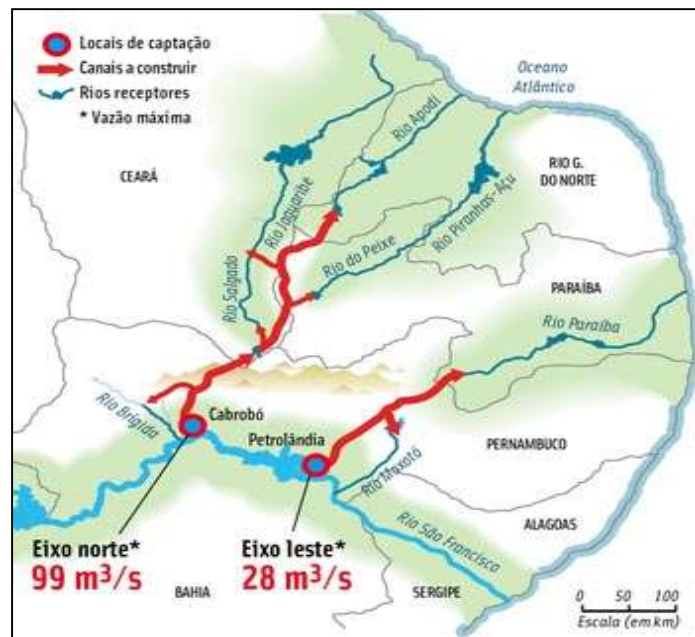 Locais de captação
Canais a construir
Rios receptores
* Vazão máxima
Oceano
Atlântico
CEARÁ
Rio Apodi
RIO G.
DO NORTE
Rio Jaguaribe
Rio Piranhas-Açu
Rio do Peixe
Rio Salgado
PARAÍBA
Rio Paraíba
Rio Brígida
Cabrobó
Petrolândia
PERNAMBUCO
Rio Moxotó
ALAGOAS
Rio São Francisco
Eixo norte*
99 m³/s
Eixo leste*
28 m³/s
BAHIA
SERGIPE
0 50 100
Escala (em km)